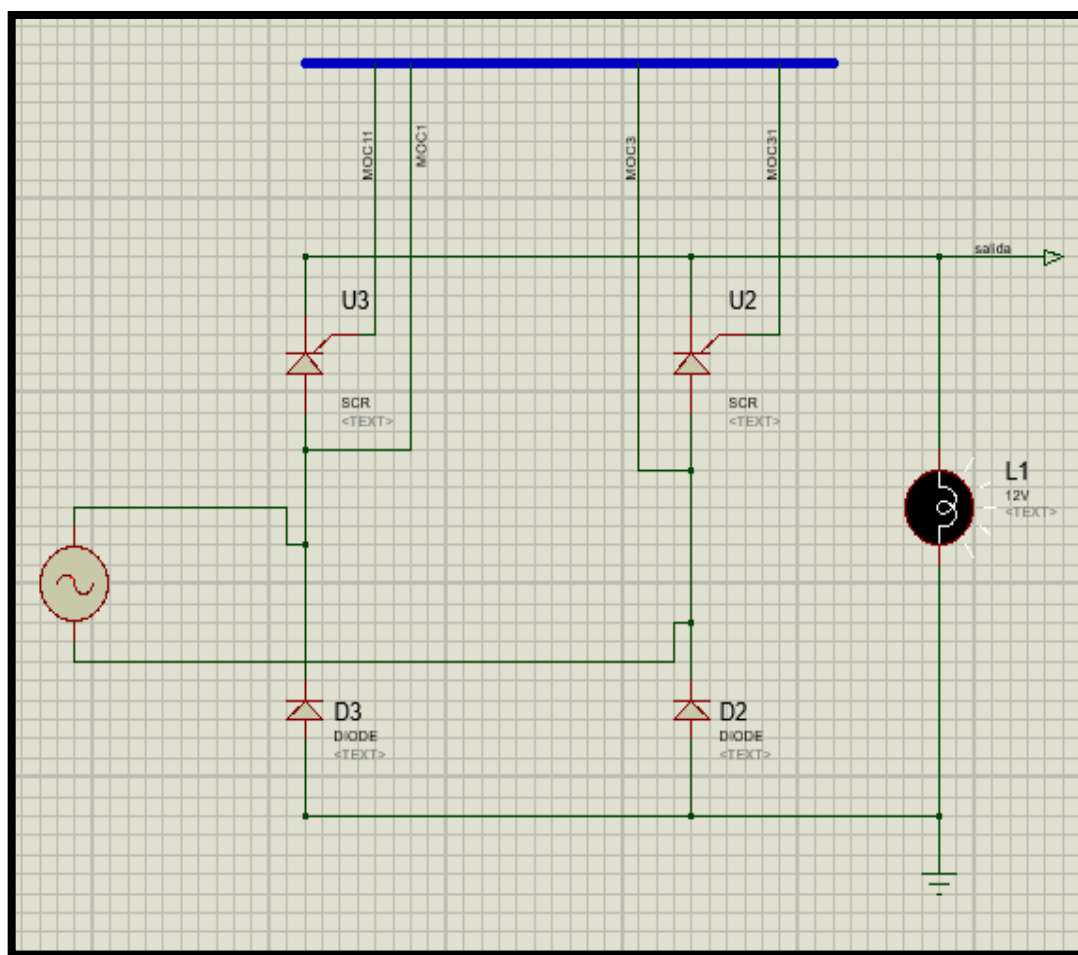 MOC11
MOC1
MOC3
MOC31
salida
U3
U2
SCR
<TEXT>
SCR
<TEXT>
L1
12V
<TEXT>
D3
DIODE
<TEXT>
D2
DIODE
<TEXT>